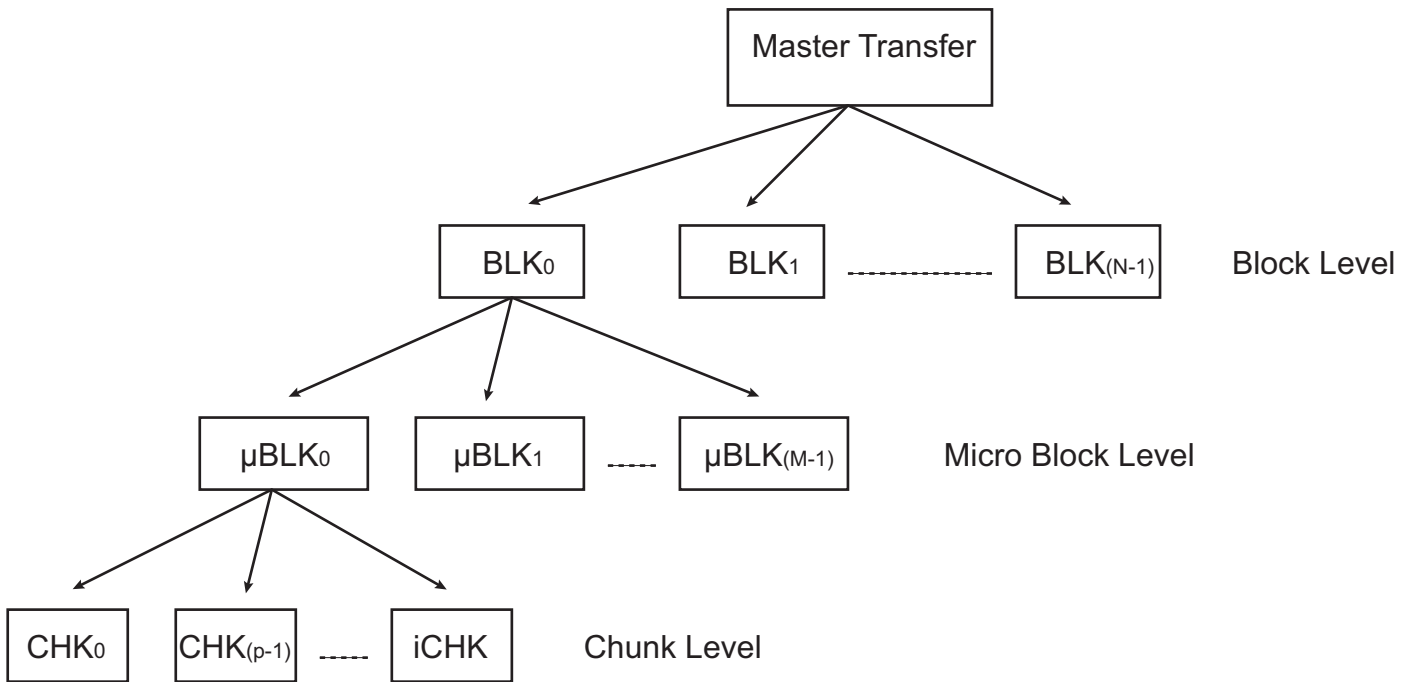 Master Transfer
BLK0
BLK1
BLK(N-1)
Block Level
µBLK0
µBLK1
µBLK(M-1)
Micro Block Level
CHK0
CHK(p-1)
iCHK
Chunk Level